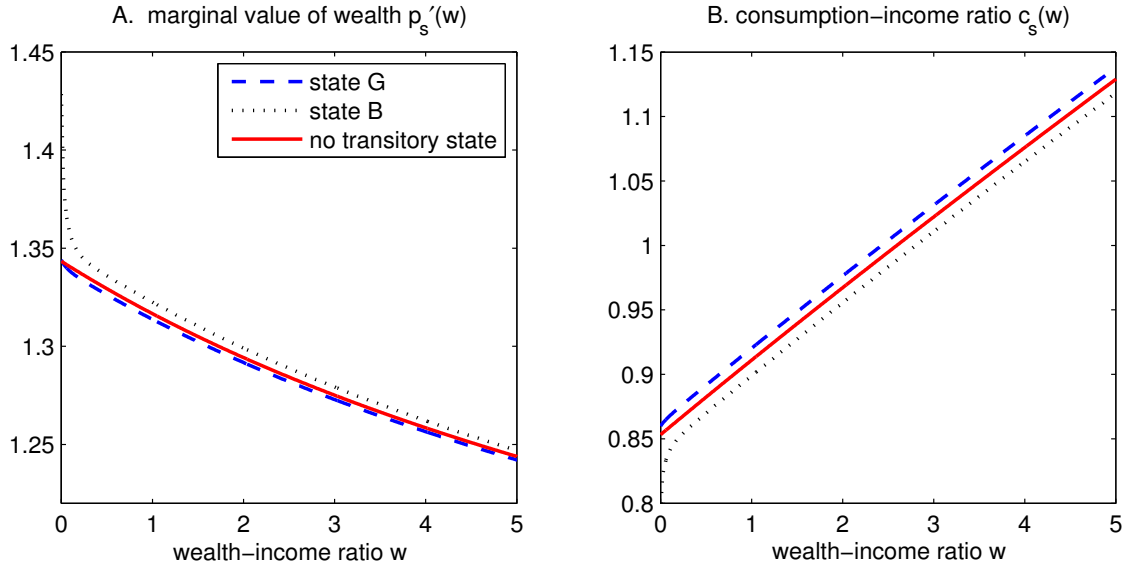 A. marginal value of wealth pₛ′(w)
1.45
1.4
1.35
1.3
1.25
state G
state B
no transitory state
0 1 2 3 4 5
wealth−income ratio w
B. consumption−income ratio cₛ(w)
1.15
1.1
1.05
1
0.95
0.9
0.85
0.8
0 1 2 3 4 5
wealth−income ratio w